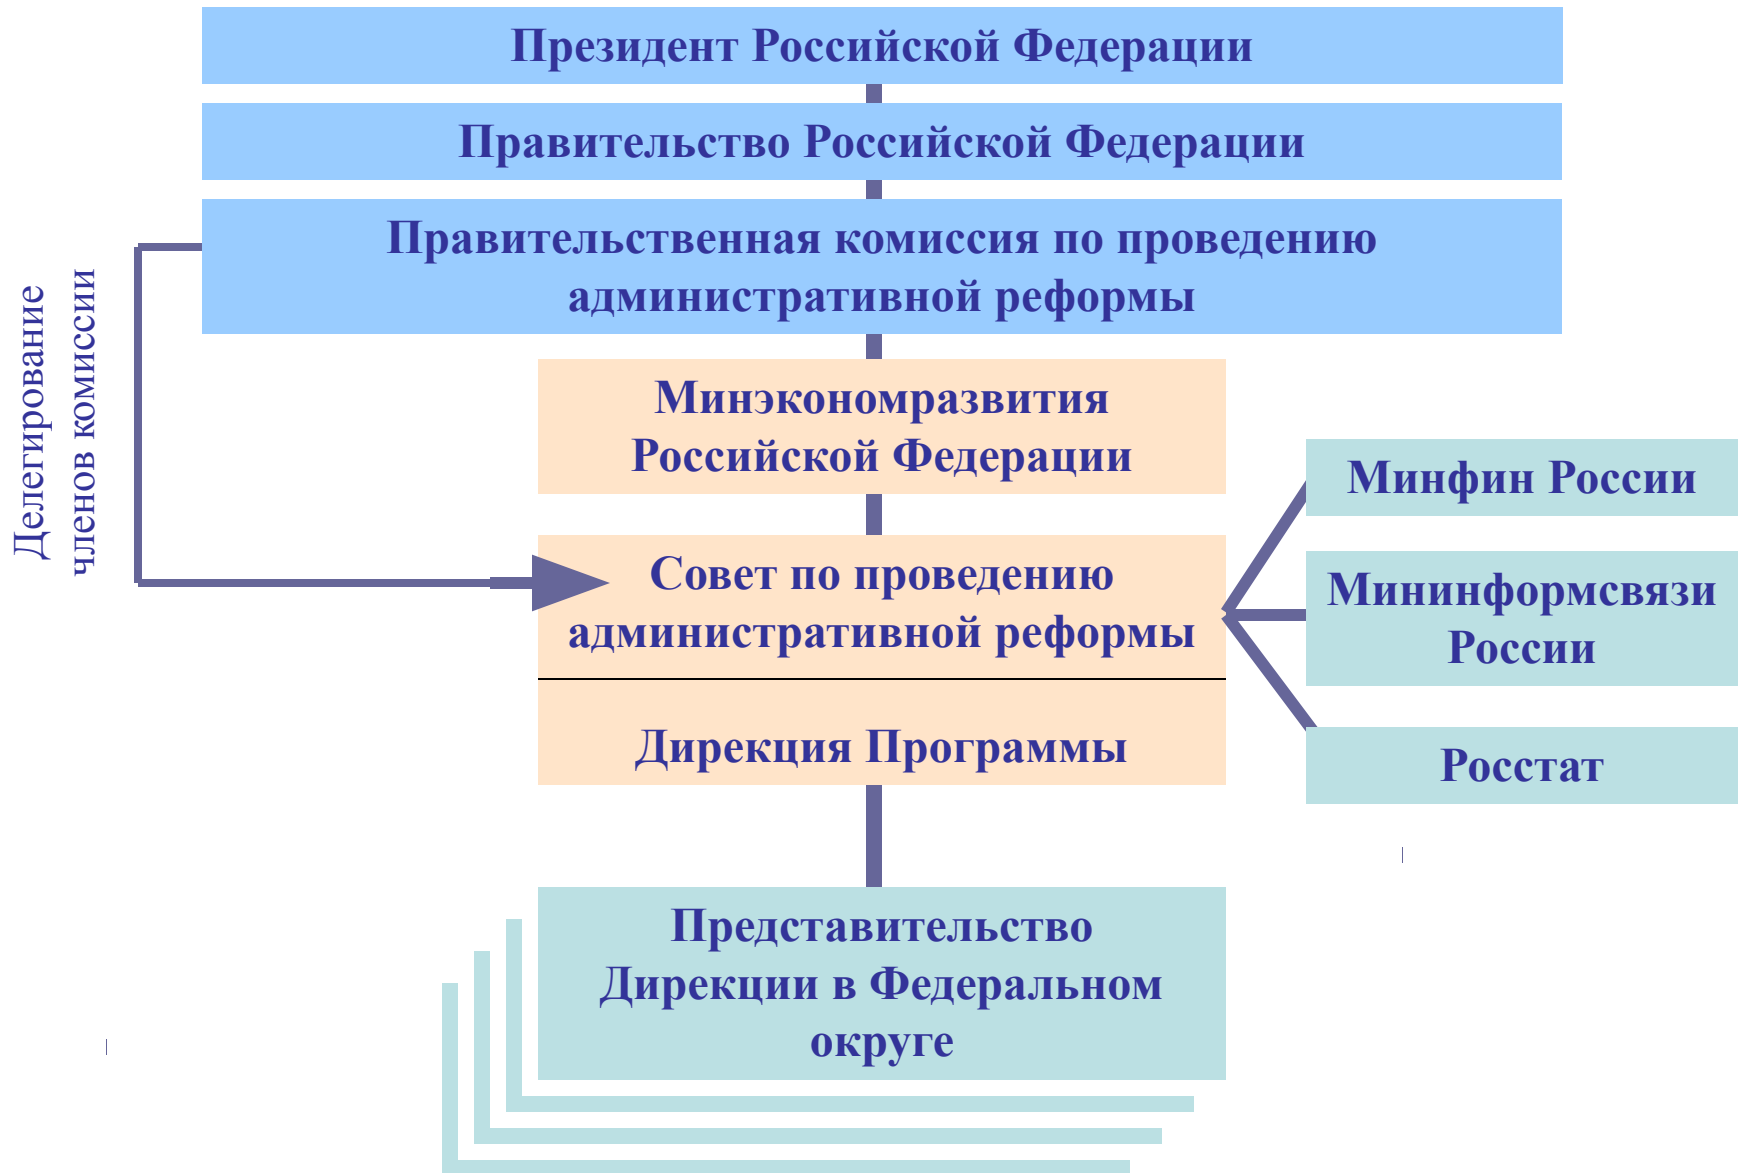 Президент Российской Федерации
Правительство Российской Федерации
Правительственная комиссия по проведению
административной реформы
Делегирование
членов комиссии
Минэкономразвития
Российской Федерации
Совет по проведению
административной реформы
Дирекция Программы
Минфин России
Мининформсвязи
России
Росстат
Представительство
Дирекции в Федеральном
округе